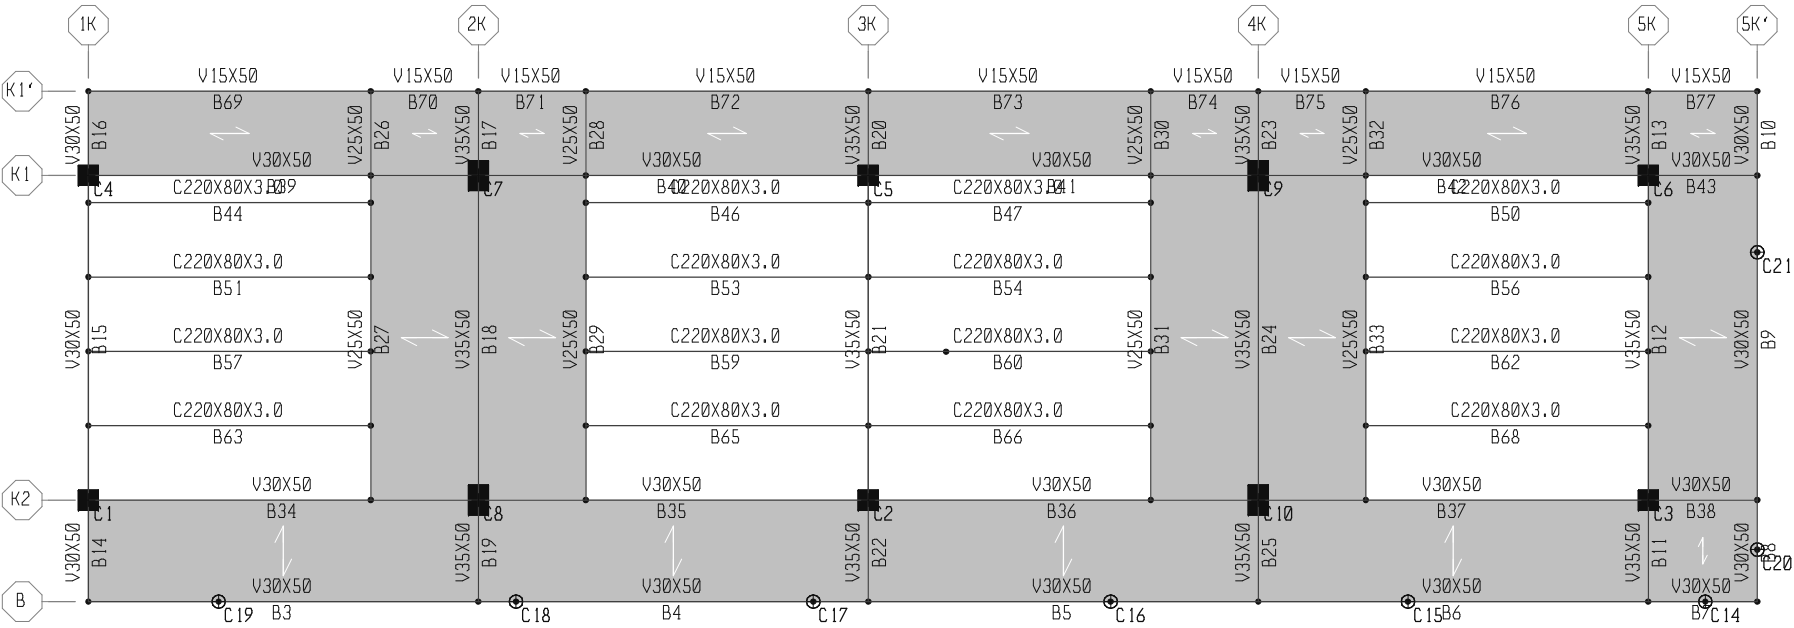 1K 2K 3K 4K 5K 5K'
V15X50 V15X50 V15X50 V15X50 V15X50 V15X50 V15X50 V15X50 V15X50
K1'
B69 B70 B71 B72 B73 B74 B75 B76 B77
V30X50 B16 V25X50 B26 V35X50 B17 V25X50 B28 V35X50 B20 V25X50 B30 V35X50 B23 V25X50 B32 V35X50 B13 V30X50 B10
V30X50 V30X50 V30X50 V30X50 V30X50
K1
C4 B39 C7 B40 C5 B41 C9 B42 C6 B43
C220X80X3.0 C220X80X3.0 C220X80X3.0 C220X80X3.0
B44 B46 B47 B50
C220X80X3.0 C220X80X3.0 C220X80X3.0 C220X80X3.0 C21
B51 B53 B54 B56
V30X50 B15 V25X50 B27 V35X50 B18 V25X50 B29 V35X50 B21 V25X50 B31 V35X50 B24 V25X50 B33 V35X50 B12 V30X50 B9
C220X80X3.0 C220X80X3.0 C220X80X3.0 C220X80X3.0
B57 B59 B60 B62
C220X80X3.0 C220X80X3.0 C220X80X3.0 C220X80X3.0
B63 B65 B66 B68
V30X50 V30X50 V30X50 V30X50 V30X50
K2
C1 B34 C8 B35 C2 B36 C10 B37 C3 B38
V30X50 B14 V35X50 B19 V35X50 B22 V35X50 B25 V35X50 B11 V30X50 B8 C20
V30X50 V30X50 V30X50 V30X50 V30X50
B
C19 B3 C18 B4 C17 B5 C16 C15 B6 B7 C14